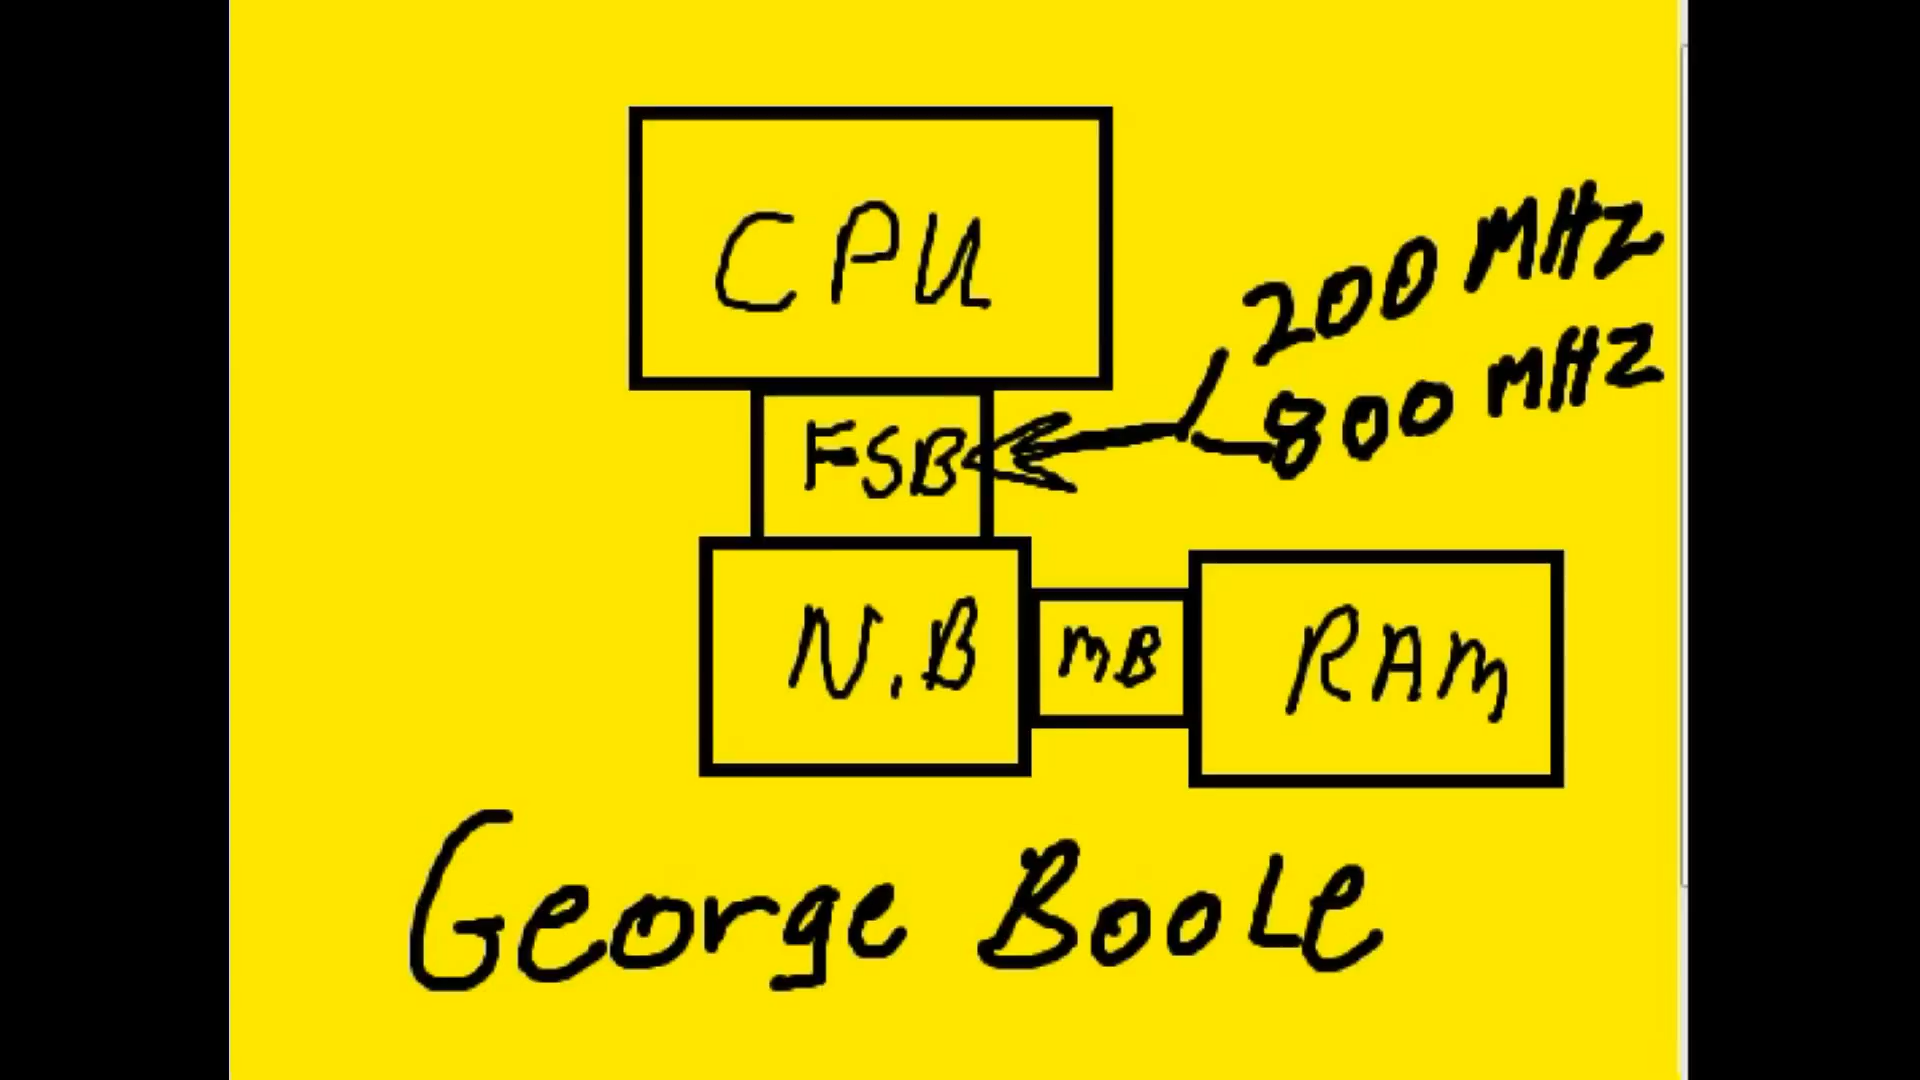 CPU
200 MHZ
800 MHZ
FSB
N.B
MB
RAM
George Boole